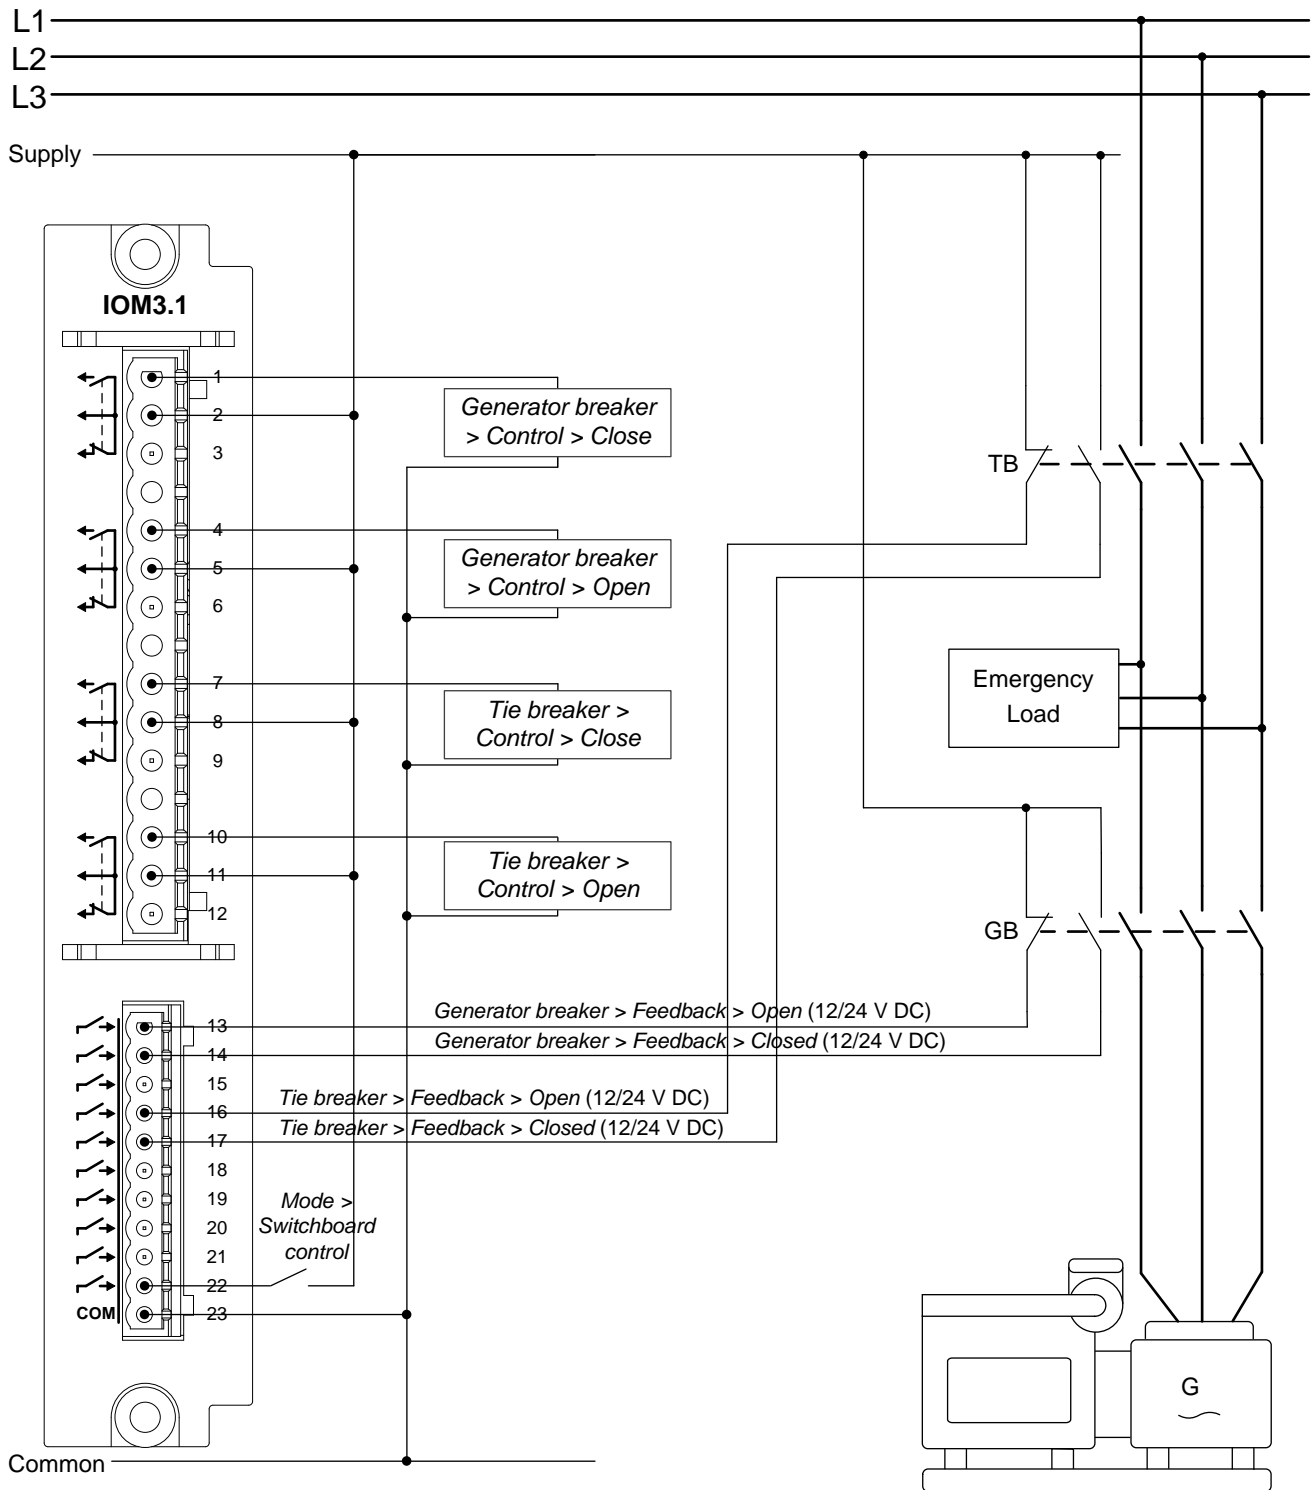 L1
L2
L3
Supply
IOM3.1
1
2
3
4
5
6
7
8
9
10
11
12
Generator breaker
> Control > Close
Generator breaker
> Control > Open
Tie breaker >
Control > Close
Tie breaker >
Control > Open
TB
Emergency
Load
GB
13
Generator breaker > Feedback > Open (12/24 V DC)
14
Generator breaker > Feedback > Closed (12/24 V DC)
15
16
Tie breaker > Feedback > Open (12/24 V DC)
17
Tie breaker > Feedback > Closed (12/24 V DC)
18
19
20
21
22
COM
23
Mode >
Switchboard
control
G
Common